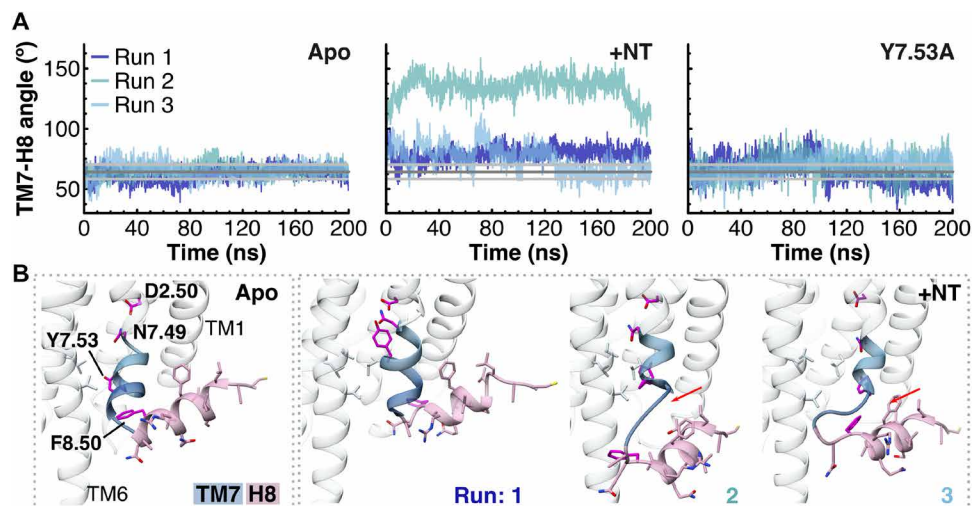 A
TM7-H8 angle (º)
150
100
50
Run 1
Run 2
Run 3
Apo
+NT
Y7.53A
0 40 80 120 160 200
0 40 80 120 160 200
0 40 80 120 160 200
Time (ns)
Time (ns)
Time (ns)
B
D2.50
Apo
N7.49
TM1
Y7.53
F8.50
TM6
TM7 H8
+NT
Run: 1
2
3